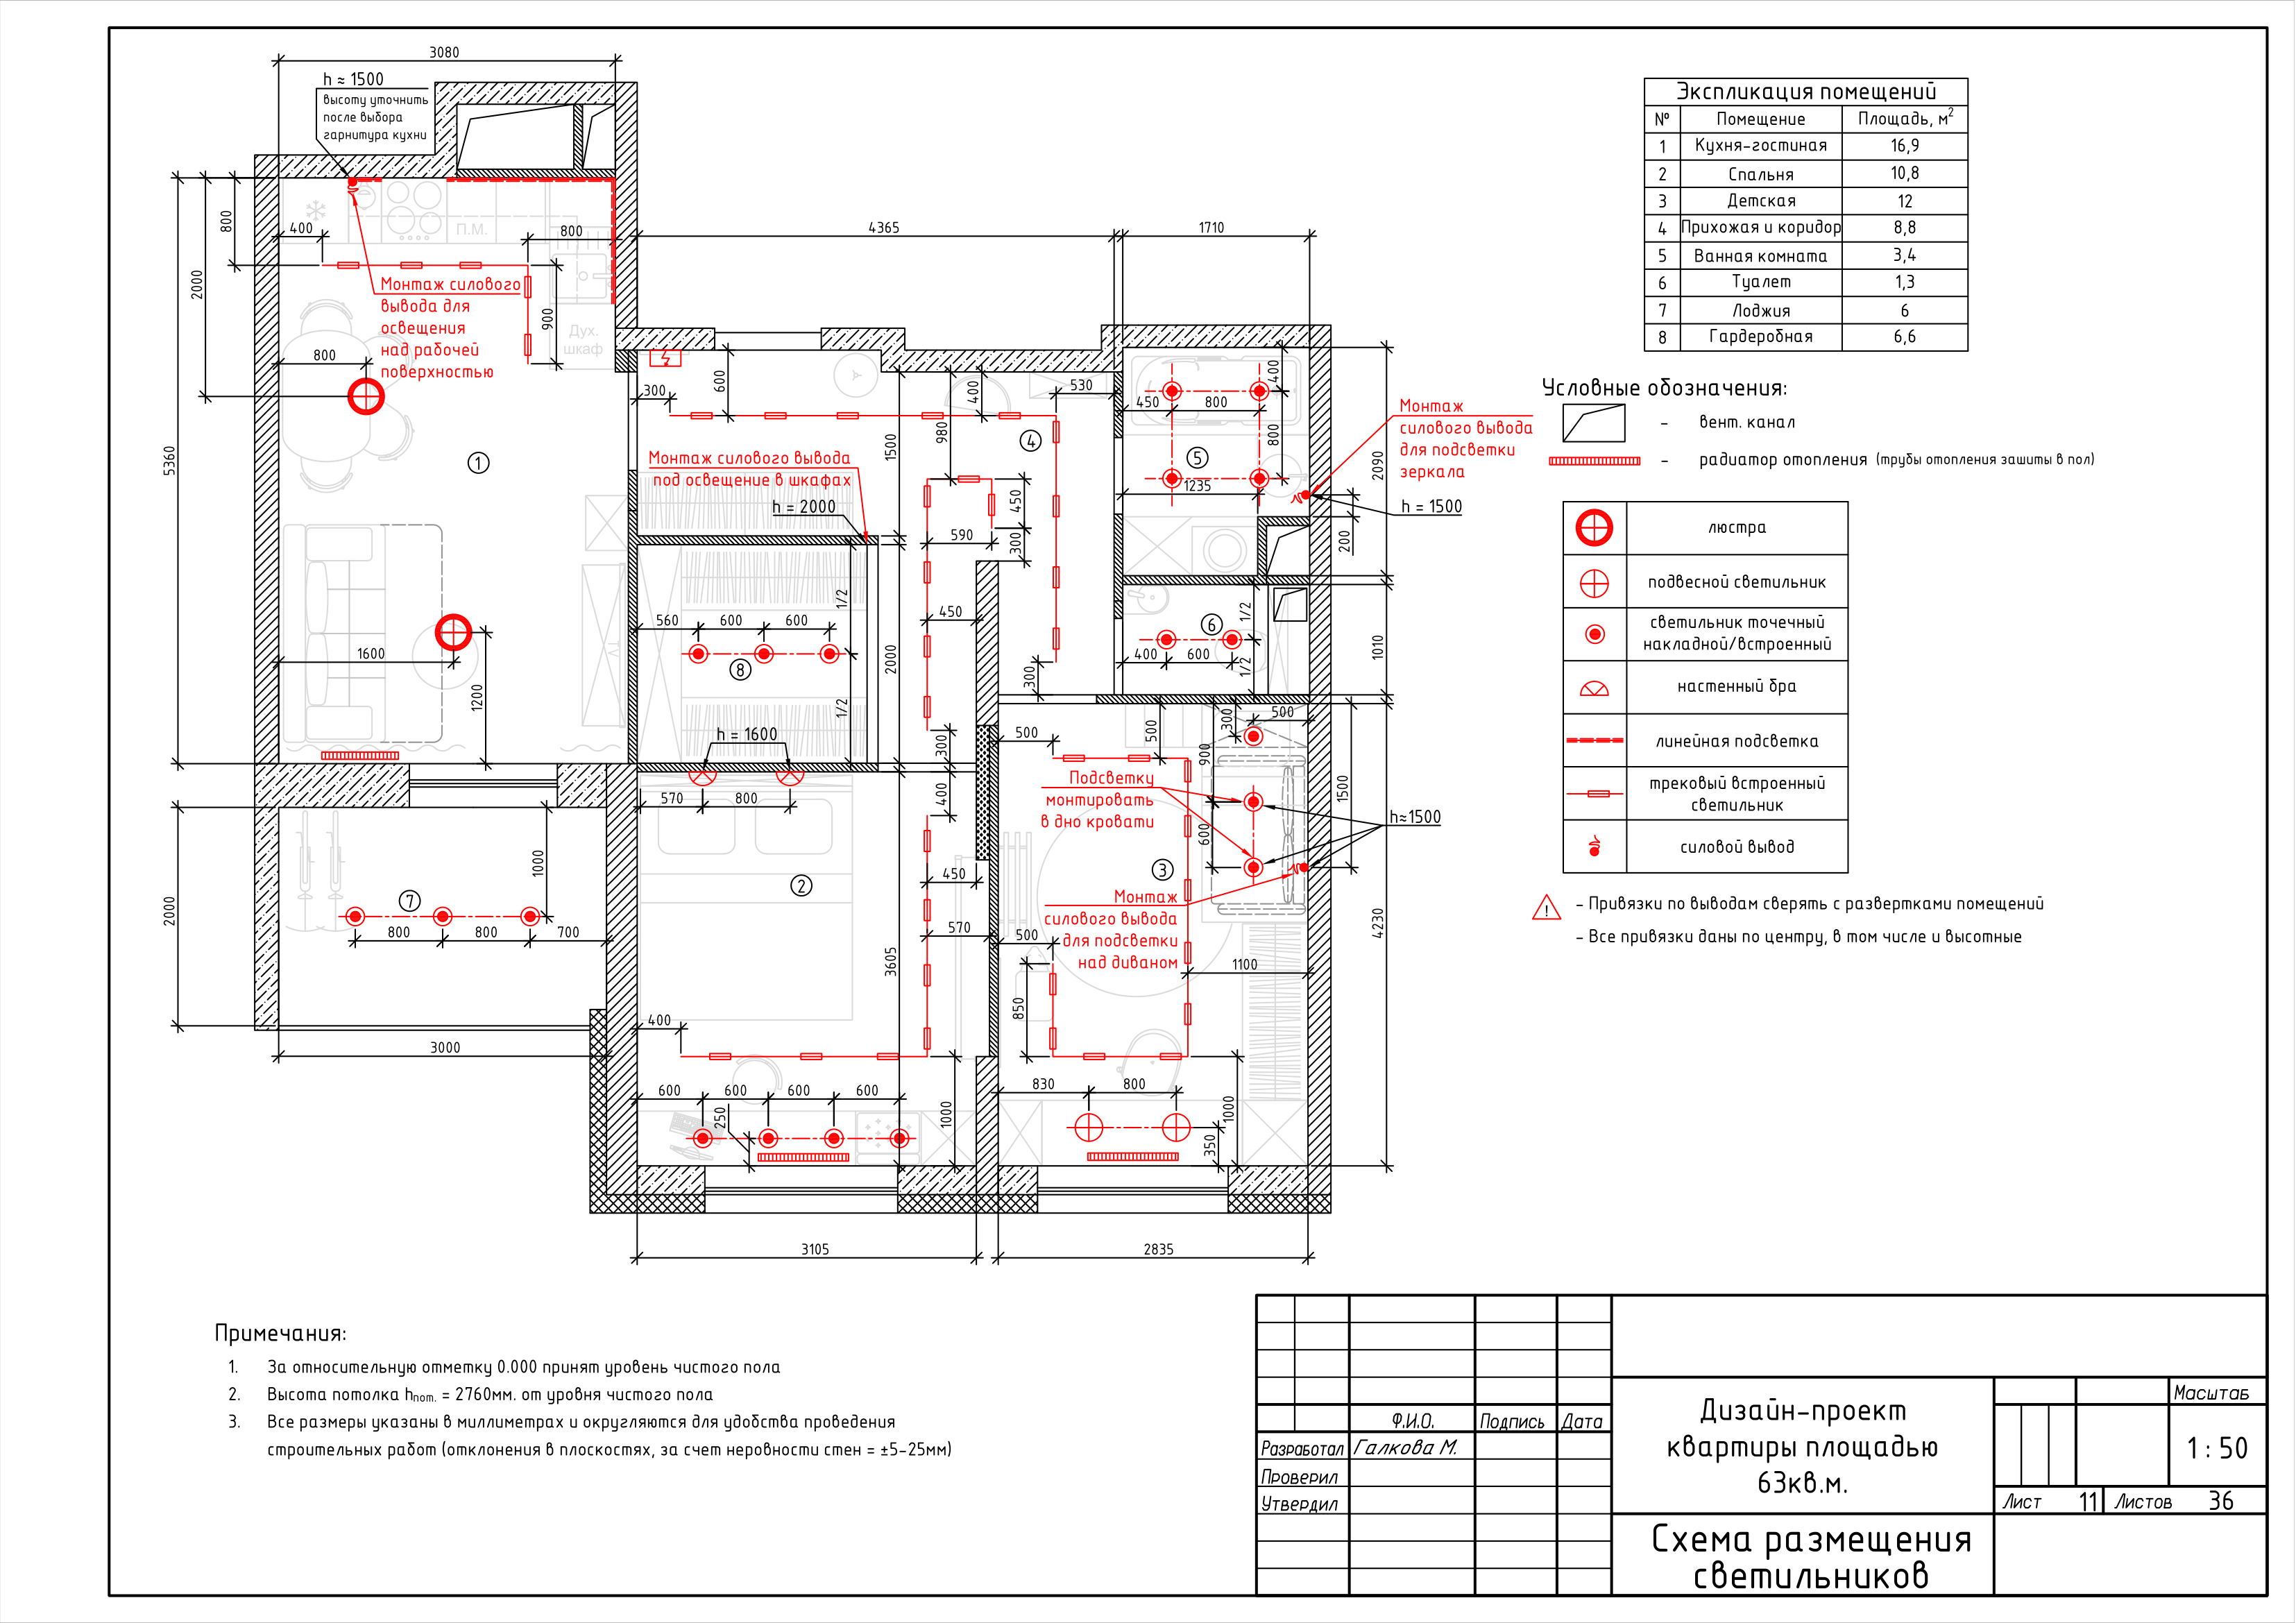 3080
h ≈ 1500
высоту уточнить
после выбора
гарнитура кухни
800
400
П.М.
800
2000
Монтаж силового
вывода для
освещения
над рабочей
поверхностью
900
Дух.
шкаф
800
5360
1
TV
1600
1200
4365
1710
300
600
400
530
980
1500
4
Монтаж силового вывода
под освещение в шкафах
h = 2000
450
590
300
450
560
600
600
1/2
1/2
2000
8
300
h = 1600
570
800
400
300
400
450
800
800
5
1235
2090
200
Монтаж
силового вывода
для подсветки
зеркала
h = 1500
6
400
600
1/2
1/2
1010
500
500
300
500
900
600
1500
Подсветку
монтировать
в дно кровати
h≈1500
3
Монтаж
силового вывода
для подсветки
над диваном
500
850
1100
4230
830
800
350
1000
2
450
570
3605
400
600
600
600
600
250
1000
1000
7
800
800
700
2000
3000
3105
2835
Экспликация помещений
№ Помещение Площадь, м²
1 Кухня-гостиная 16,9
2 Спальня 10,8
3 Детская 12
4 Прихожая и коридор 8,8
5 Ванная комната 3,4
6 Туалет 1,3
7 Лоджия 6
8 Гардеробная 6,6
Условные обозначения:
– вент. канал
– радиатор отопления (трубы отопления зашиты в пол)
люстра
подвесной светильник
светильник точечный
накладной/встроенный
настенный бра
линейная подсветка
трековый встроенный
светильник
силовой вывод
! – Привязки по выводам сверять с развертками помещений
– Все привязки даны по центру, в том числе и высотные
Примечания:
1. За относительную отметку 0.000 принят уровень чистого пола
2. Высота потолка hпот. = 2760мм. от уровня чистого пола
3. Все размеры указаны в миллиметрах и округляются для удобства проведения
строительных работ (отклонения в плоскостях, за счет неровности стен = ±5-25мм)
Ф.И.О. Подпись Дата
Разработал Галкова М.
Проверил
Утвердил
Дизайн-проект
квартиры площадью
63кв.м.
Масштаб
1 : 50
Лист 11 Листов 36
Схема размещения
светильников